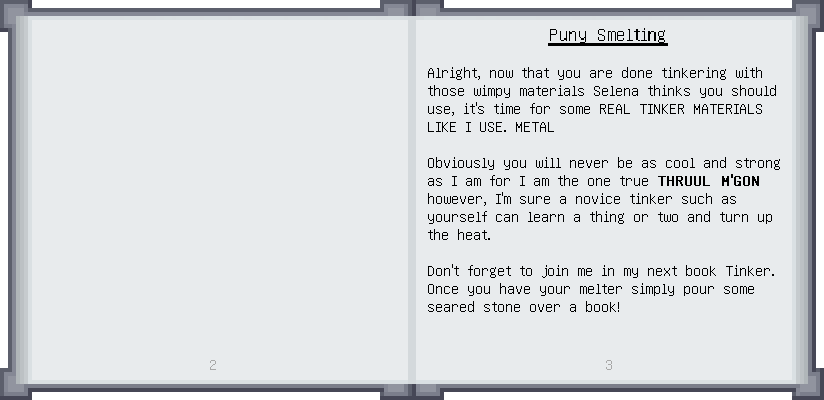 Puny Smelting
Alright, now that you are done tinkering with
those wimpy materials Selena thinks you should
use, it's time for some REAL TINKER MATERIALS
LIKE I USE. METAL
Obviously you will never be as cool and strong
as I am for I am the one true THRUUL M'GON
however, I'm sure a novice tinker such as
yourself can learn a thing or two and turn up
the heat.
Don't forget to join me in my next book Tinker.
Once you have your melter simply pour some
seared stone over a book!
2
3